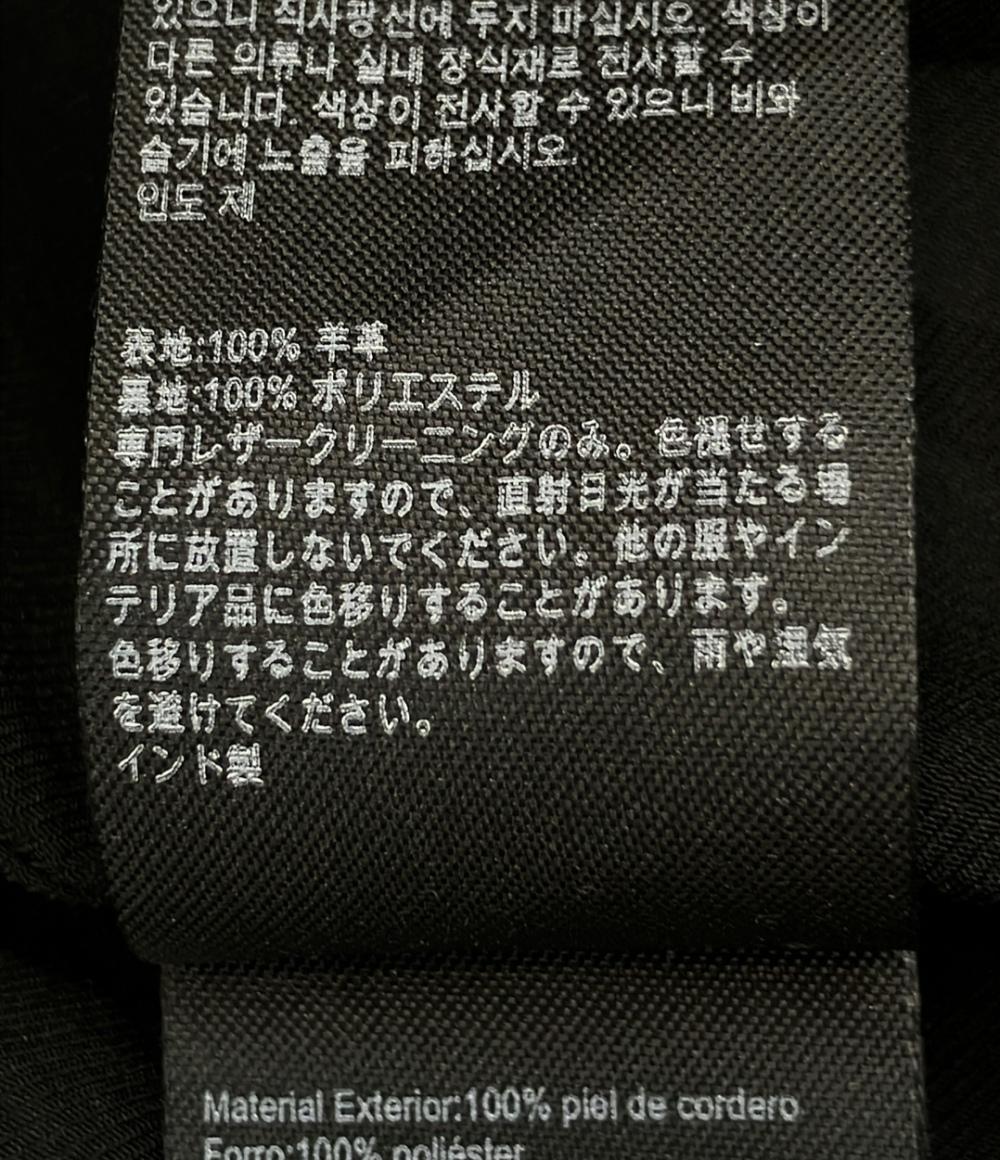 있으니 직사광선에 두지 마십시오. 색상이
다른 의류나 실내 장식재로 전사할 수
있습니다. 색상이 전사할 수 있으니 비와
습기에 노출을 피하십시오.
인도 제
表地:100% 羊革
裏地:100% ポリエステル
専門レザークリーニングのみ。色褪せする
ことがありますので、直射日光が当たる場
所に放置しないでください。他の服やイン
テリア品に色移りすることがあります。
色移りすることがありますので、雨や湿気
を避けてください。
インド製
Material Exterior:100% piel de cordero
Forro:100% poliéster